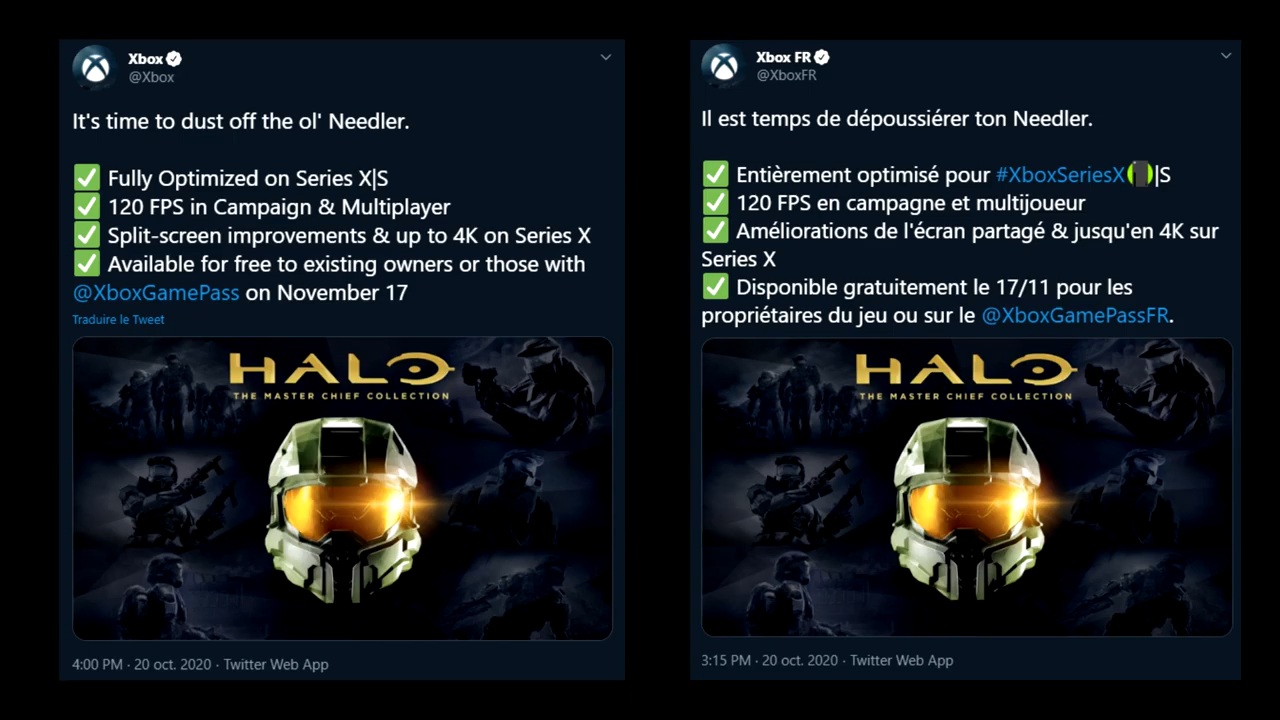 Xbox
@Xbox
It's time to dust off the ol' Needler.
✅ Fully Optimized on Series X|S
✅ 120 FPS in Campaign & Multiplayer
✅ Split-screen improvements & up to 4K on Series X
✅ Available for free to existing owners or those with
@XboxGamePass on November 17
Traduire le Tweet
HALO
THE MASTER CHIEF COLLECTION
4:00 PM · 20 oct. 2020 · Twitter Web App
Xbox FR
@XboxFR
Il est temps de dépoussiérer ton Needler.
✅ Entièrement optimisé pour #XboxSeriesX|S
✅ 120 FPS en campagne et multijoueur
✅ Améliorations de l'écran partagé & jusqu'en 4K sur
Series X
✅ Disponible gratuitement le 17/11 pour les
propriétaires du jeu ou sur le @XboxGamePassFR.
HALO
THE MASTER CHIEF COLLECTION
3:15 PM · 20 oct. 2020 · Twitter Web App